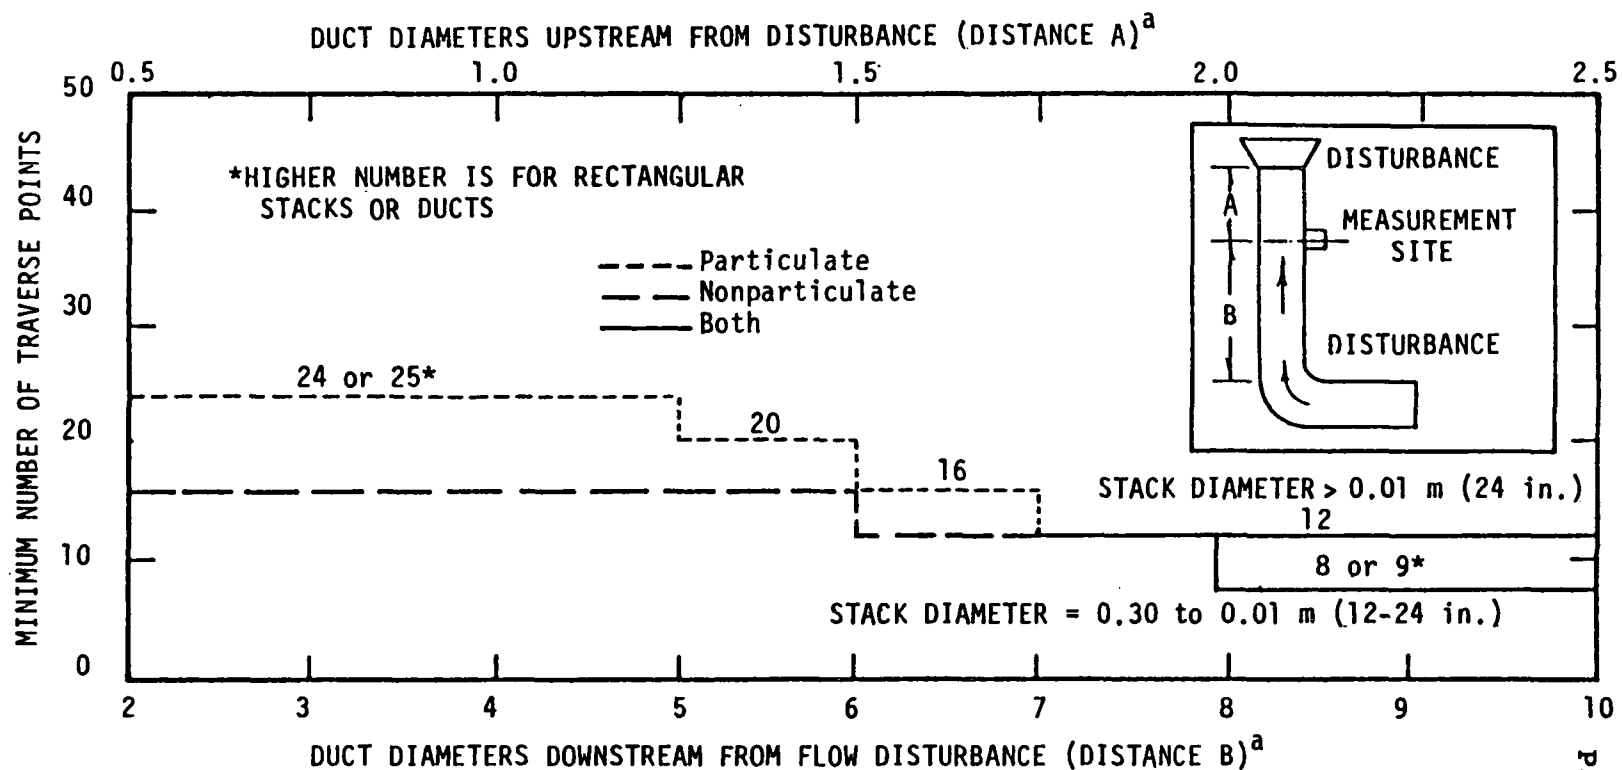 DUCT DIAMETERS UPSTREAM FROM DISTURBANCE (DISTANCE A)a
0.5 1.0 1.5 2.0 2.5
50
40
30
20
10
0
MINIMUM NUMBER OF TRAVERSE POINTS
*HIGHER NUMBER IS FOR RECTANGULAR
STACKS OR DUCTS
Particulate
Nonparticulate
Both
DISTURBANCE
A
MEASUREMENT
SITE
B
DISTURBANCE
24 or 25*
20
16
STACK DIAMETER > 0.01 m (24 in.)
12
8 or 9*
STACK DIAMETER = 0.30 to 0.01 m (12-24 in.)
2 3 4 5 6 7 8 9 10
DUCT DIAMETERS DOWNSTREAM FROM FLOW DISTURBANCE (DISTANCE B)a